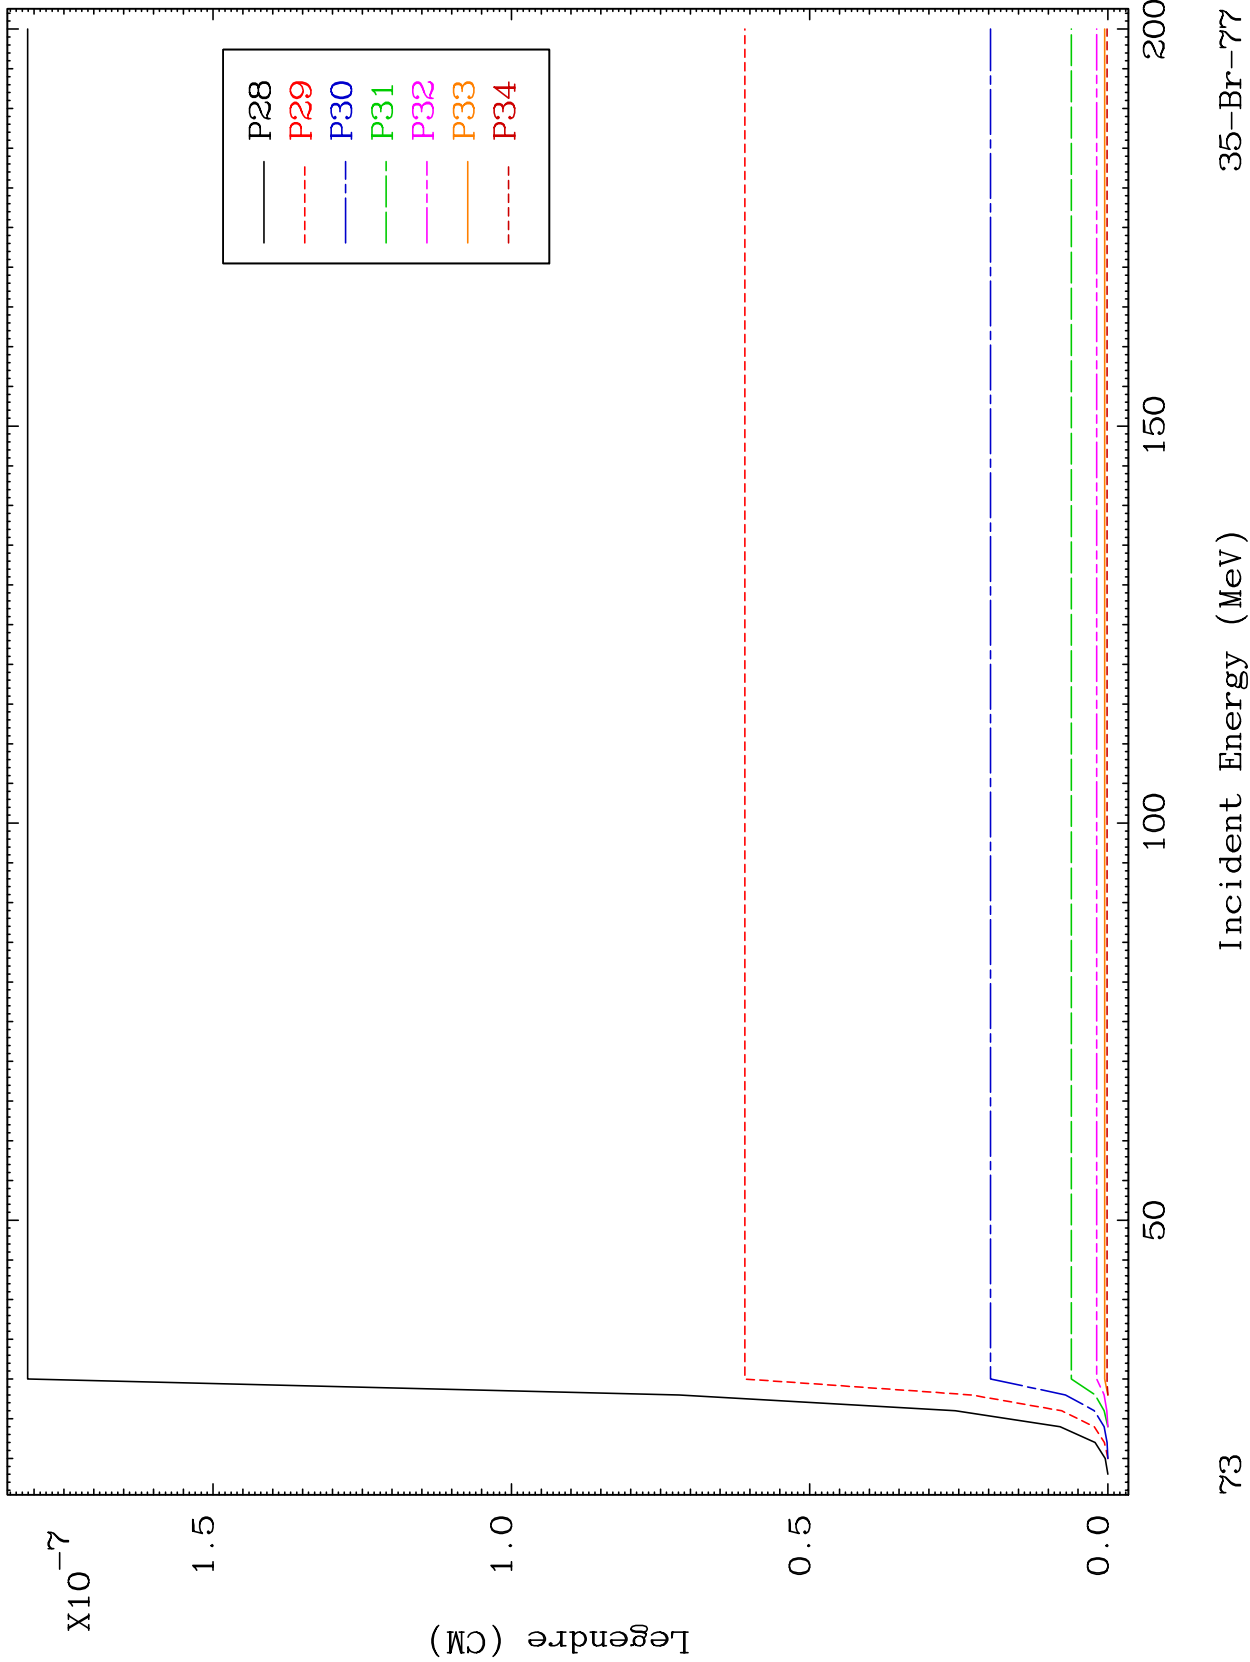 X10-7
1.5
1.0
0.5
0.0
Legendre (CM)
P28
P29
P30
P31
P32
P33
P34
50
100
150
200
Incident Energy (MeV)
73
35-Br-77